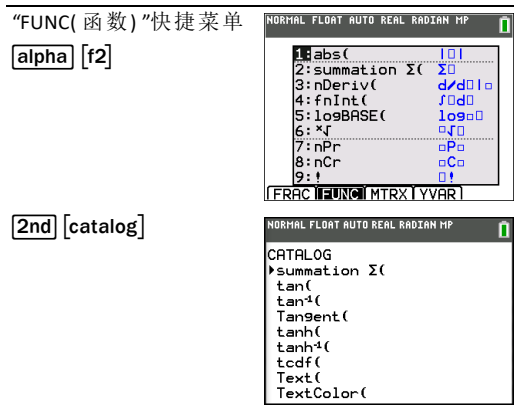 “FUNC(函数)”快捷菜单
alpha [f2]
NORMAL FLOAT AUTO REAL RADIAN MP
1:abs( |□|
2:summation Σ( Σ□
3:nDeriv( d/d□|□
4:fnInt( ∫□d□
5:logBASE( log□□
6:ˣ√ □√□
7:nPr □P□
8:nCr □C□
9:! □!
FRAC FUNC MTRX YVAR
2nd [catalog]
NORMAL FLOAT AUTO REAL RADIAN MP
CATALOG
▶summation Σ(
tan(
tan⁻¹(
Tangent(
tanh(
tanh⁻¹(
tcdf(
Text(
TextColor(